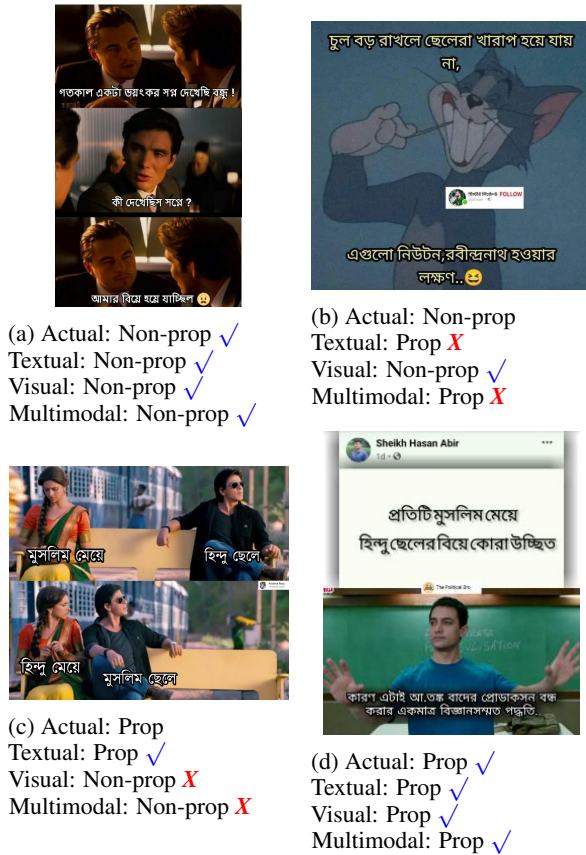 গতকাল একটা ভয়ংকর সপ্ন দেখেছি বন্ধু !
কী দেখেছিস সপ্নে ?
আমার বিয়ে হয়ে যাচ্ছিল 😦
(a) Actual: Non-prop √
Textual: Non-prop √
Visual: Non-prop √
Multimodal: Non-prop √
চুল বড় রাখলে ছেলেরা খারাপ হয়ে যায়
না,
FOLLOW
এগুলো নিউটন,রবীন্দ্রনাথ হওয়ার
লক্ষণ..😆
(b) Actual: Non-prop
Textual: Prop X
Visual: Non-prop √
Multimodal: Prop X
মুসলিম মেয়ে
হিন্দু ছেলে
হিন্দু মেয়ে
মুসলিম ছেলে
(c) Actual: Prop
Textual: Prop √
Visual: Non-prop X
Multimodal: Non-prop X
Sheikh Hasan Abir
1d •
প্রতিটি মুসলিম মেয়ে
হিন্দু ছেলের বিয়ে কোরা উচ্ছিত
The Political Bro
কারণ এটাই আ.তঙ্ক বাদের প্রোডাকসন বন্ধ
করার একমাত্র বিজ্ঞানসম্মত পদ্ধতি..
(d) Actual: Prop √
Textual: Prop √
Visual: Prop √
Multimodal: Prop √